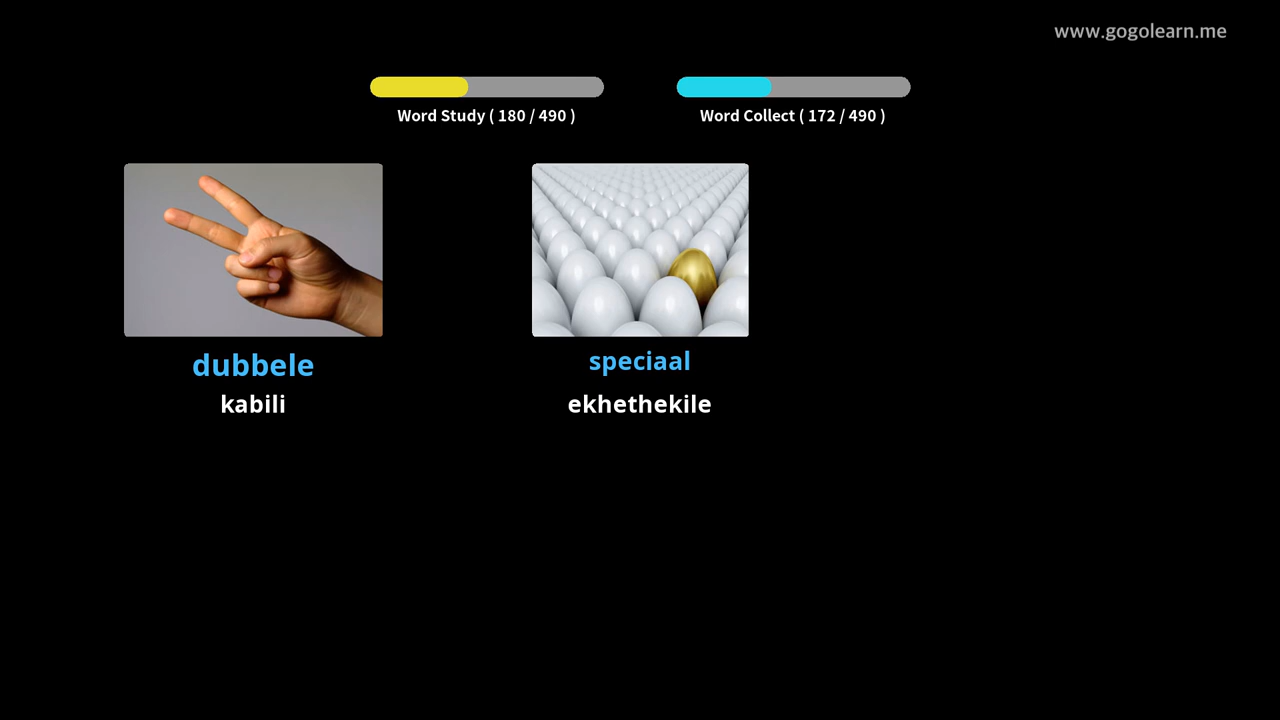 www.gogolearn.me
Word Study ( 180 / 490 )
Word Collect ( 172 / 490 )
dubbele
kabili
speciaal
ekhethekile